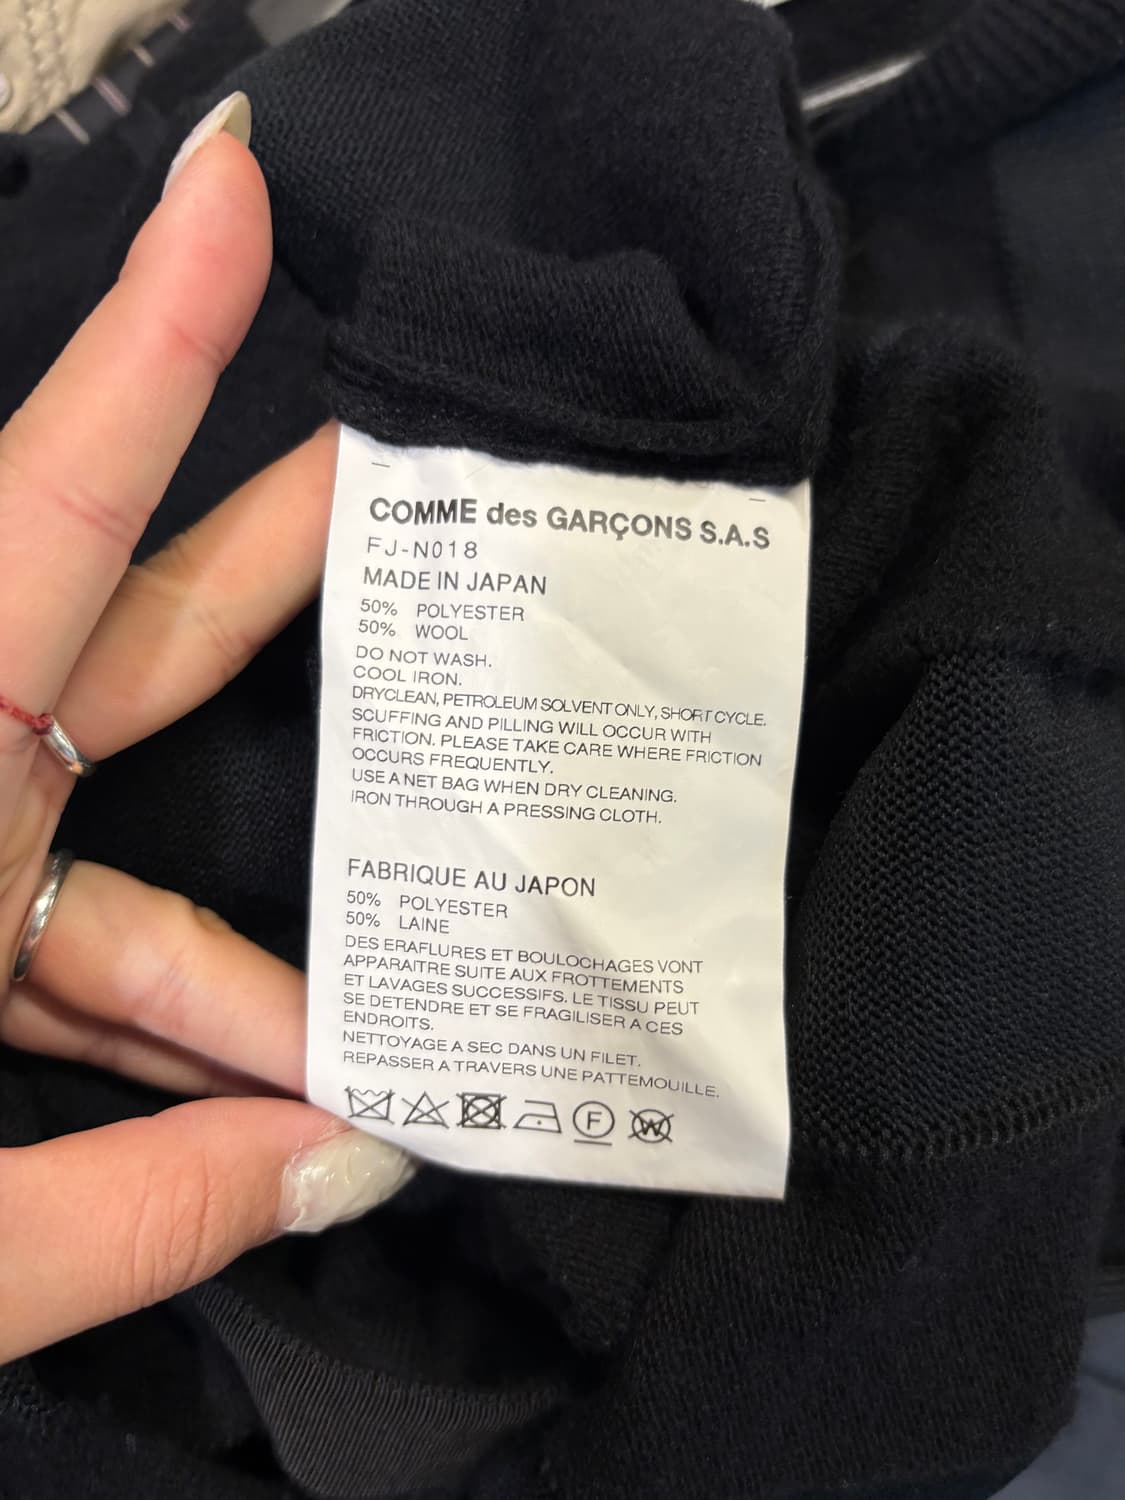 COMME des GARÇONS S.A.S
FJ-N018
MADE IN JAPAN
50% POLYESTER
50% WOOL
DO NOT WASH.
COOL IRON.
DRYCLEAN, PETROLEUM SOLVENT ONLY, SHORT CYCLE.
SCUFFING AND PILLING WILL OCCUR WITH
FRICTION. PLEASE TAKE CARE WHERE FRICTION
OCCURS FREQUENTLY.
USE A NET BAG WHEN DRY CLEANING.
IRON THROUGH A PRESSING CLOTH.
FABRIQUE AU JAPON
50% POLYESTER
50% LAINE
DES ERAFLURES ET BOULOCHAGES VONT
APPARAITRE SUITE AUX FROTTEMENTS
ET LAVAGES SUCCESSIFS. LE TISSU PEUT
SE DETENDRE ET SE FRAGILISER A CES
ENDROITS.
NETTOYAGE A SEC DANS UN FILET.
REPASSER A TRAVERS UNE PATTEMOUILLE.
F W